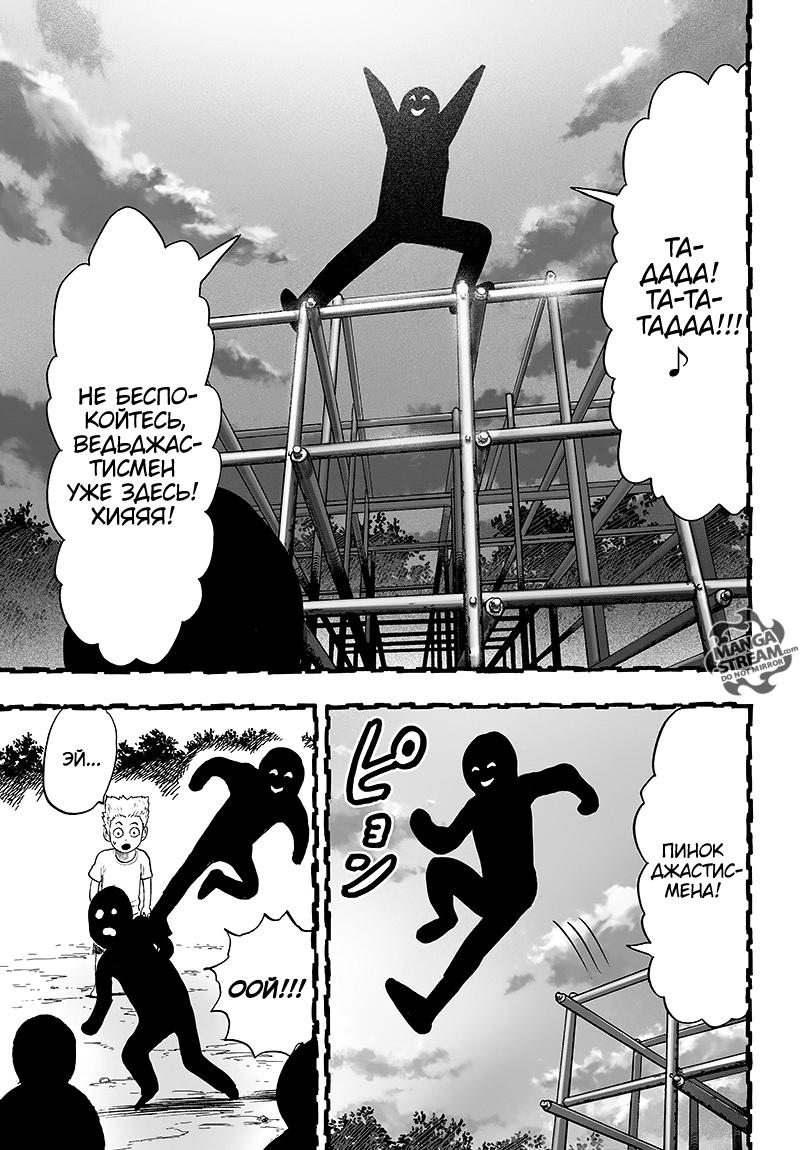 ТА-
ДАДА!
ТА-ТА-
ТАДАА!!!
♪
НЕ БЕСПО-
КОЙТЕСЬ,
ВЕДЬДЖАС-
ТИСМЕН
УЖЕ ЗДЕСЬ!
ХИЯЯЯ!
MANGA
-STREAM.com
DO NOT MIRROR
ПИНОК
ДЖАСТИС-
МЕНА!
ピョン
ЭЙ...
ООЙ!!!